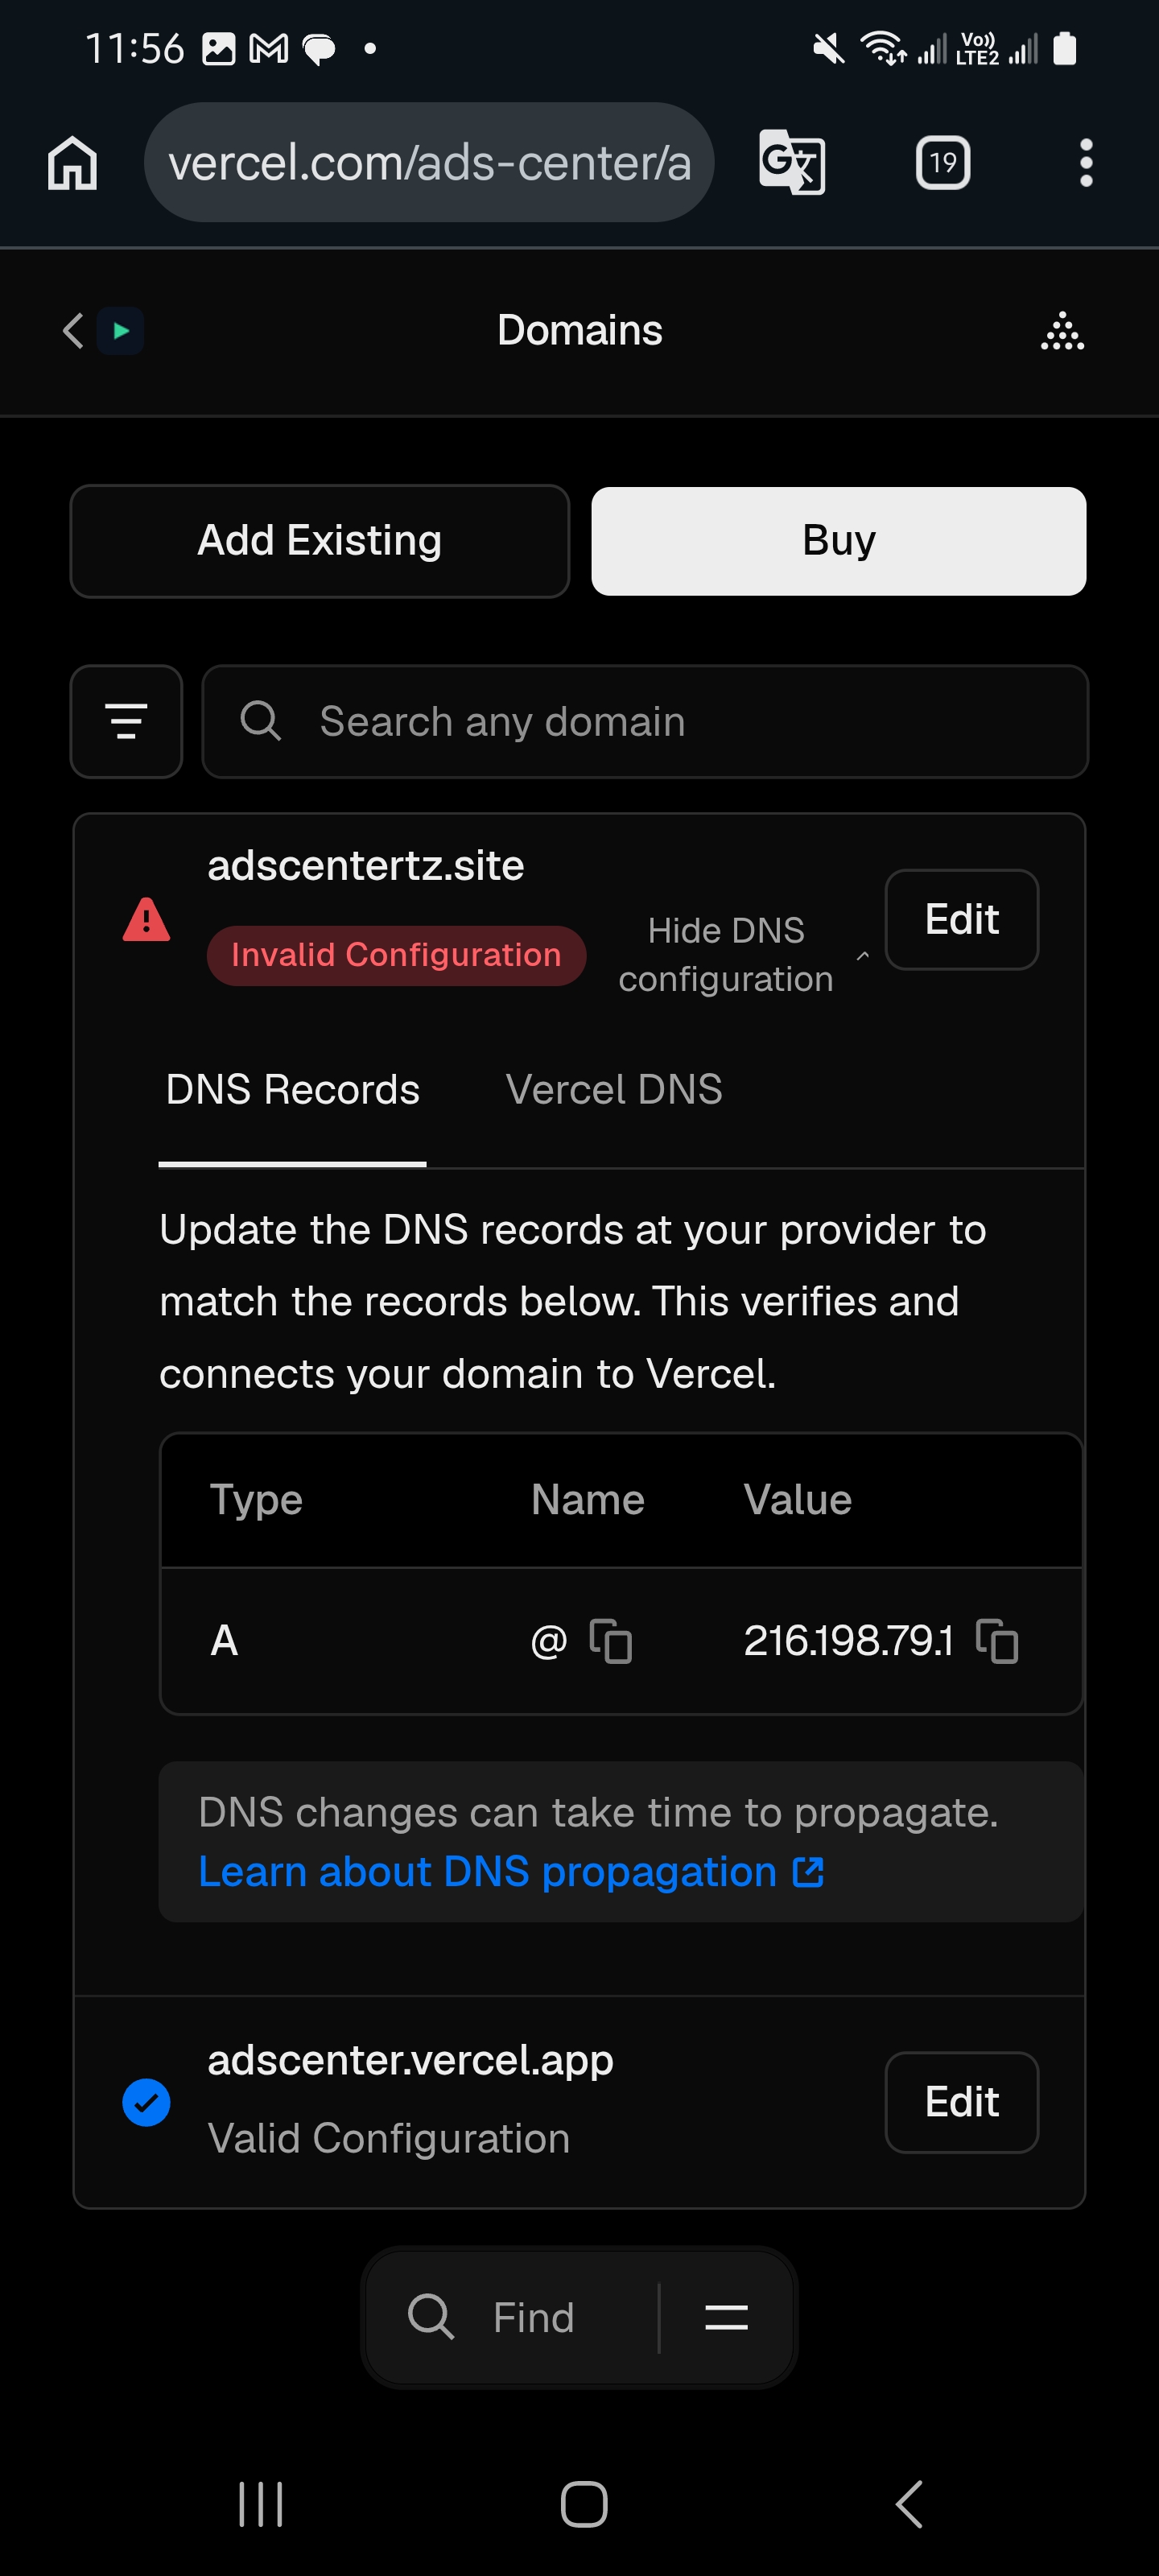 11:56
Vo))
LTE2
vercel.com/ads-center/a
19
Domains
Add Existing
Buy
Search any domain
adscentertz.site
Invalid Configuration
Hide DNS
configuration
Edit
DNS Records
Vercel DNS
Update the DNS records at your provider to
match the records below. This verifies and
connects your domain to Vercel.
Type Name Value
A @ 216.198.79.1
DNS changes can take time to propagate.
Learn about DNS propagation
adscenter.vercel.app
Valid Configuration
Edit
Find